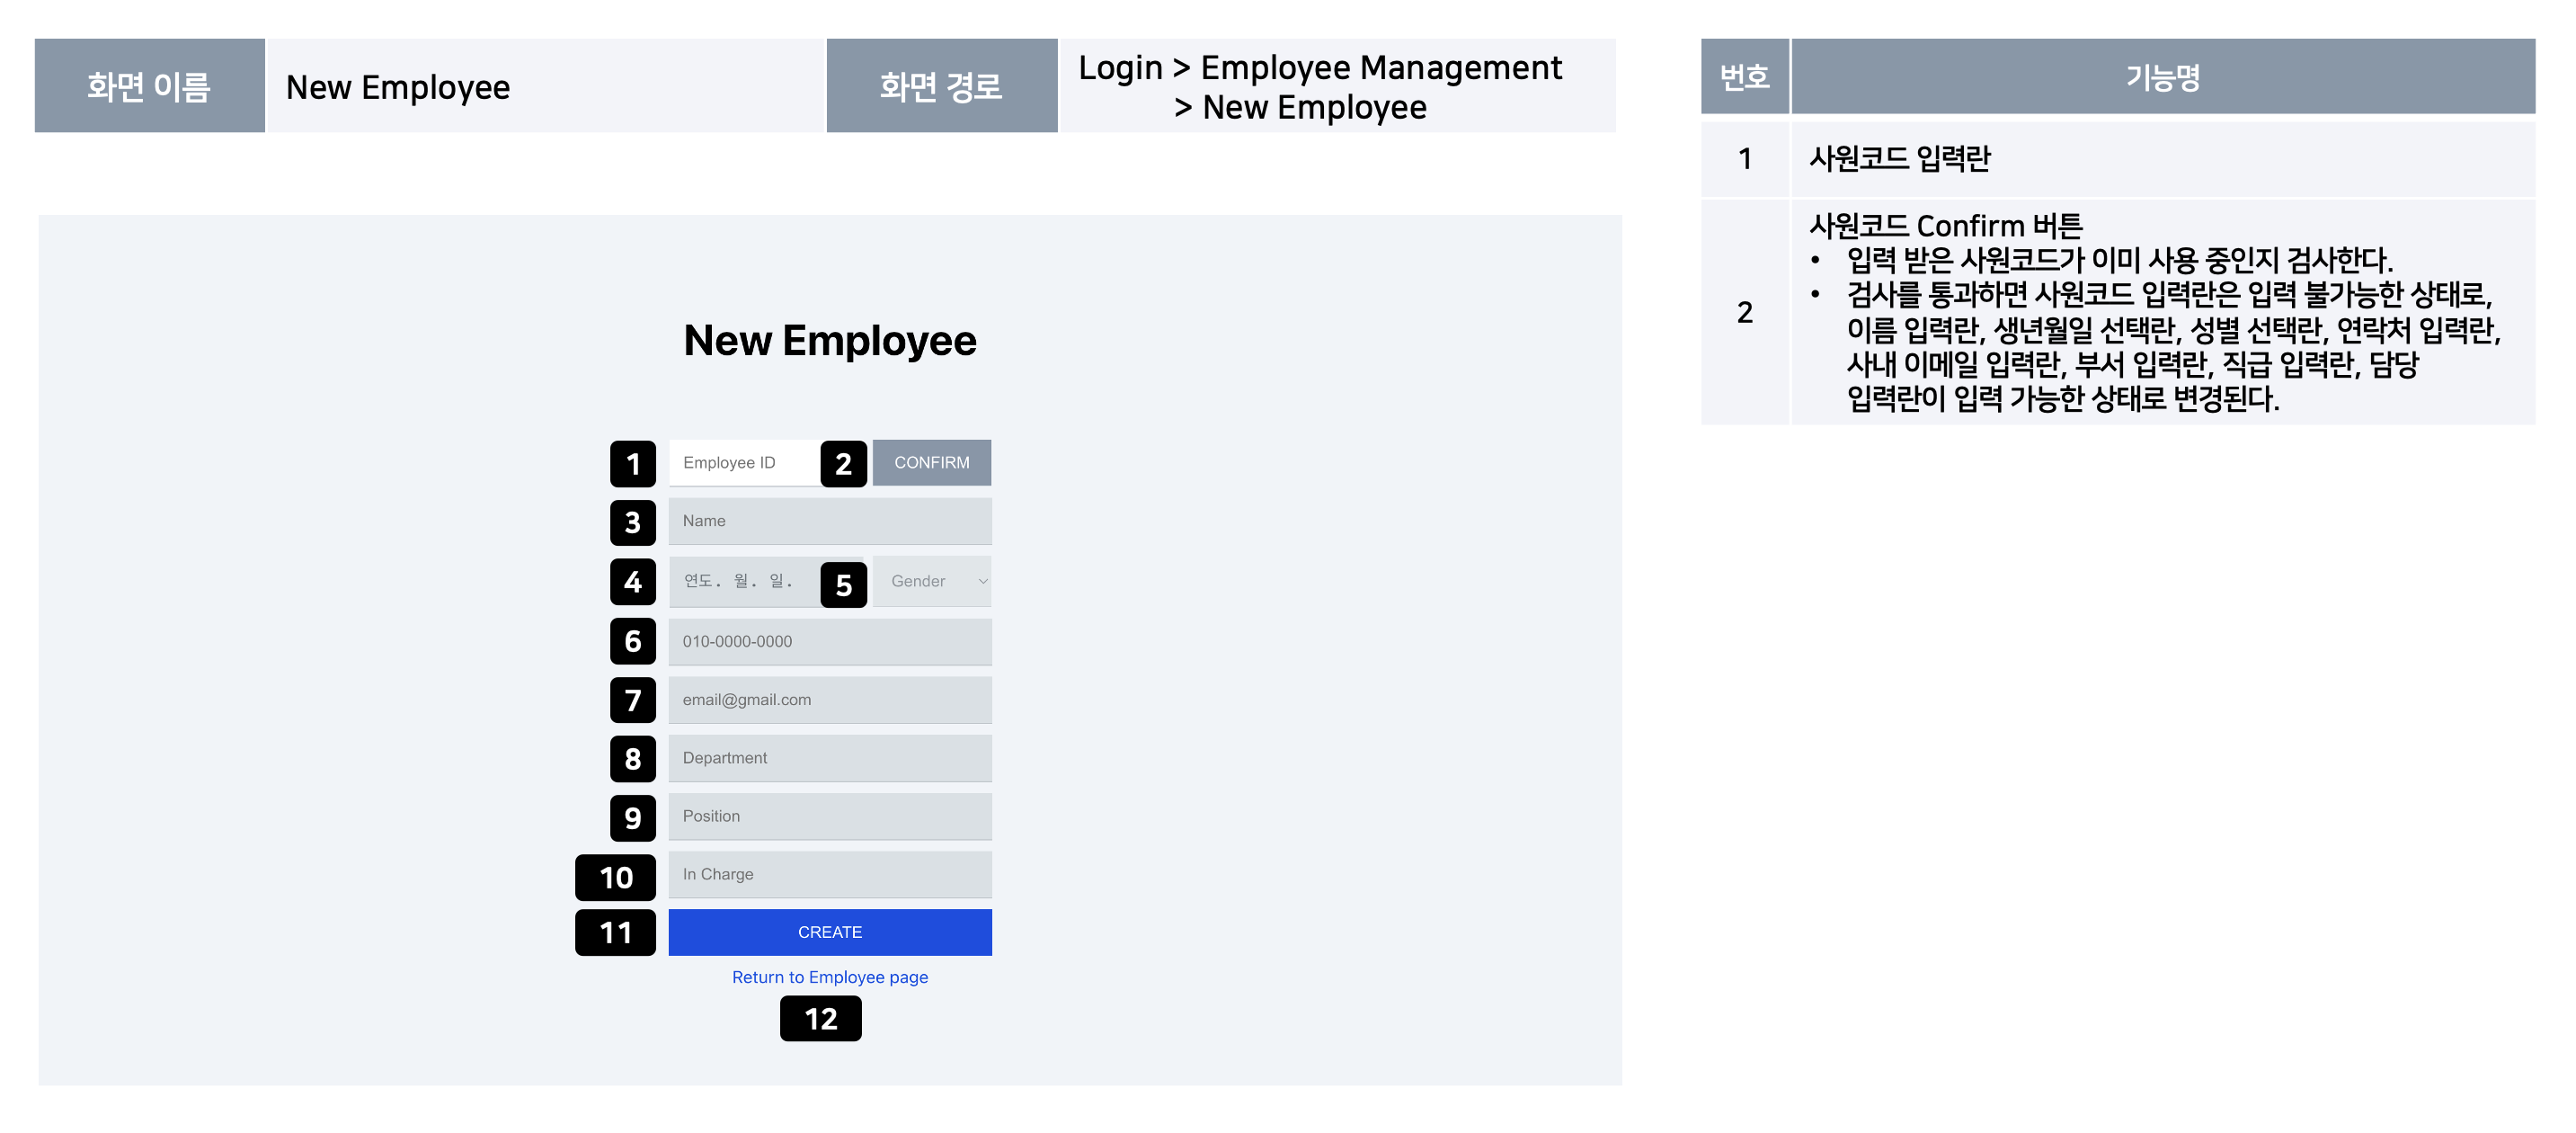 화면 이름
New Employee
화면 경로
Login > Employee Management
> New Employee
New Employee
1
Employee ID
2
CONFIRM
3
Name
4
연도. 월. 일.
5
Gender
6
010-0000-0000
7
email@gmail.com
8
Department
9
Position
10
In Charge
11
CREATE
Return to Employee page
12
번호
기능명
1
사원코드 입력란
2
사원코드 Confirm 버튼
• 입력 받은 사원코드가 이미 사용 중인지 검사한다.
• 검사를 통과하면 사원코드 입력란은 입력 불가능한 상태로,
이름 입력란, 생년월일 선택란, 성별 선택란, 연락처 입력란,
사내 이메일 입력란, 부서 입력란, 직급 입력란, 담당
입력란이 입력 가능한 상태로 변경된다.